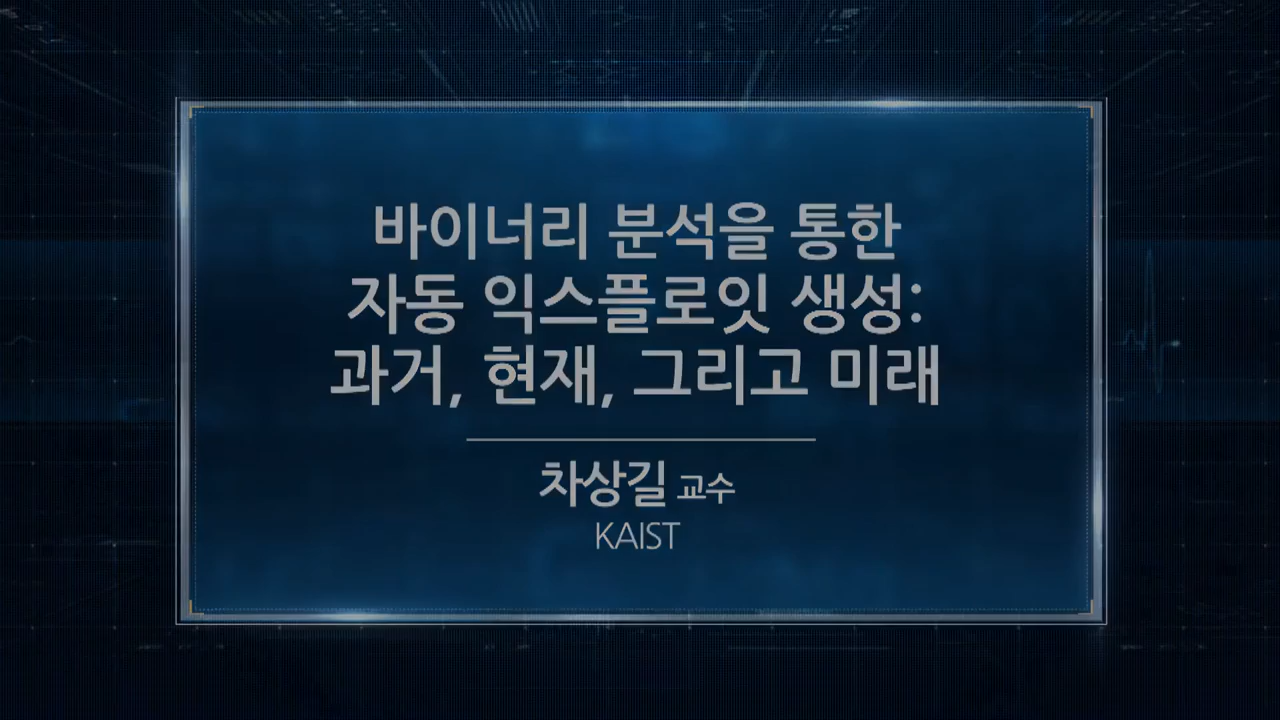 바이너리 분석을 통한
자동 익스플로잇 생성:
과거, 현재, 그리고 미래
차상길 교수
KAIST